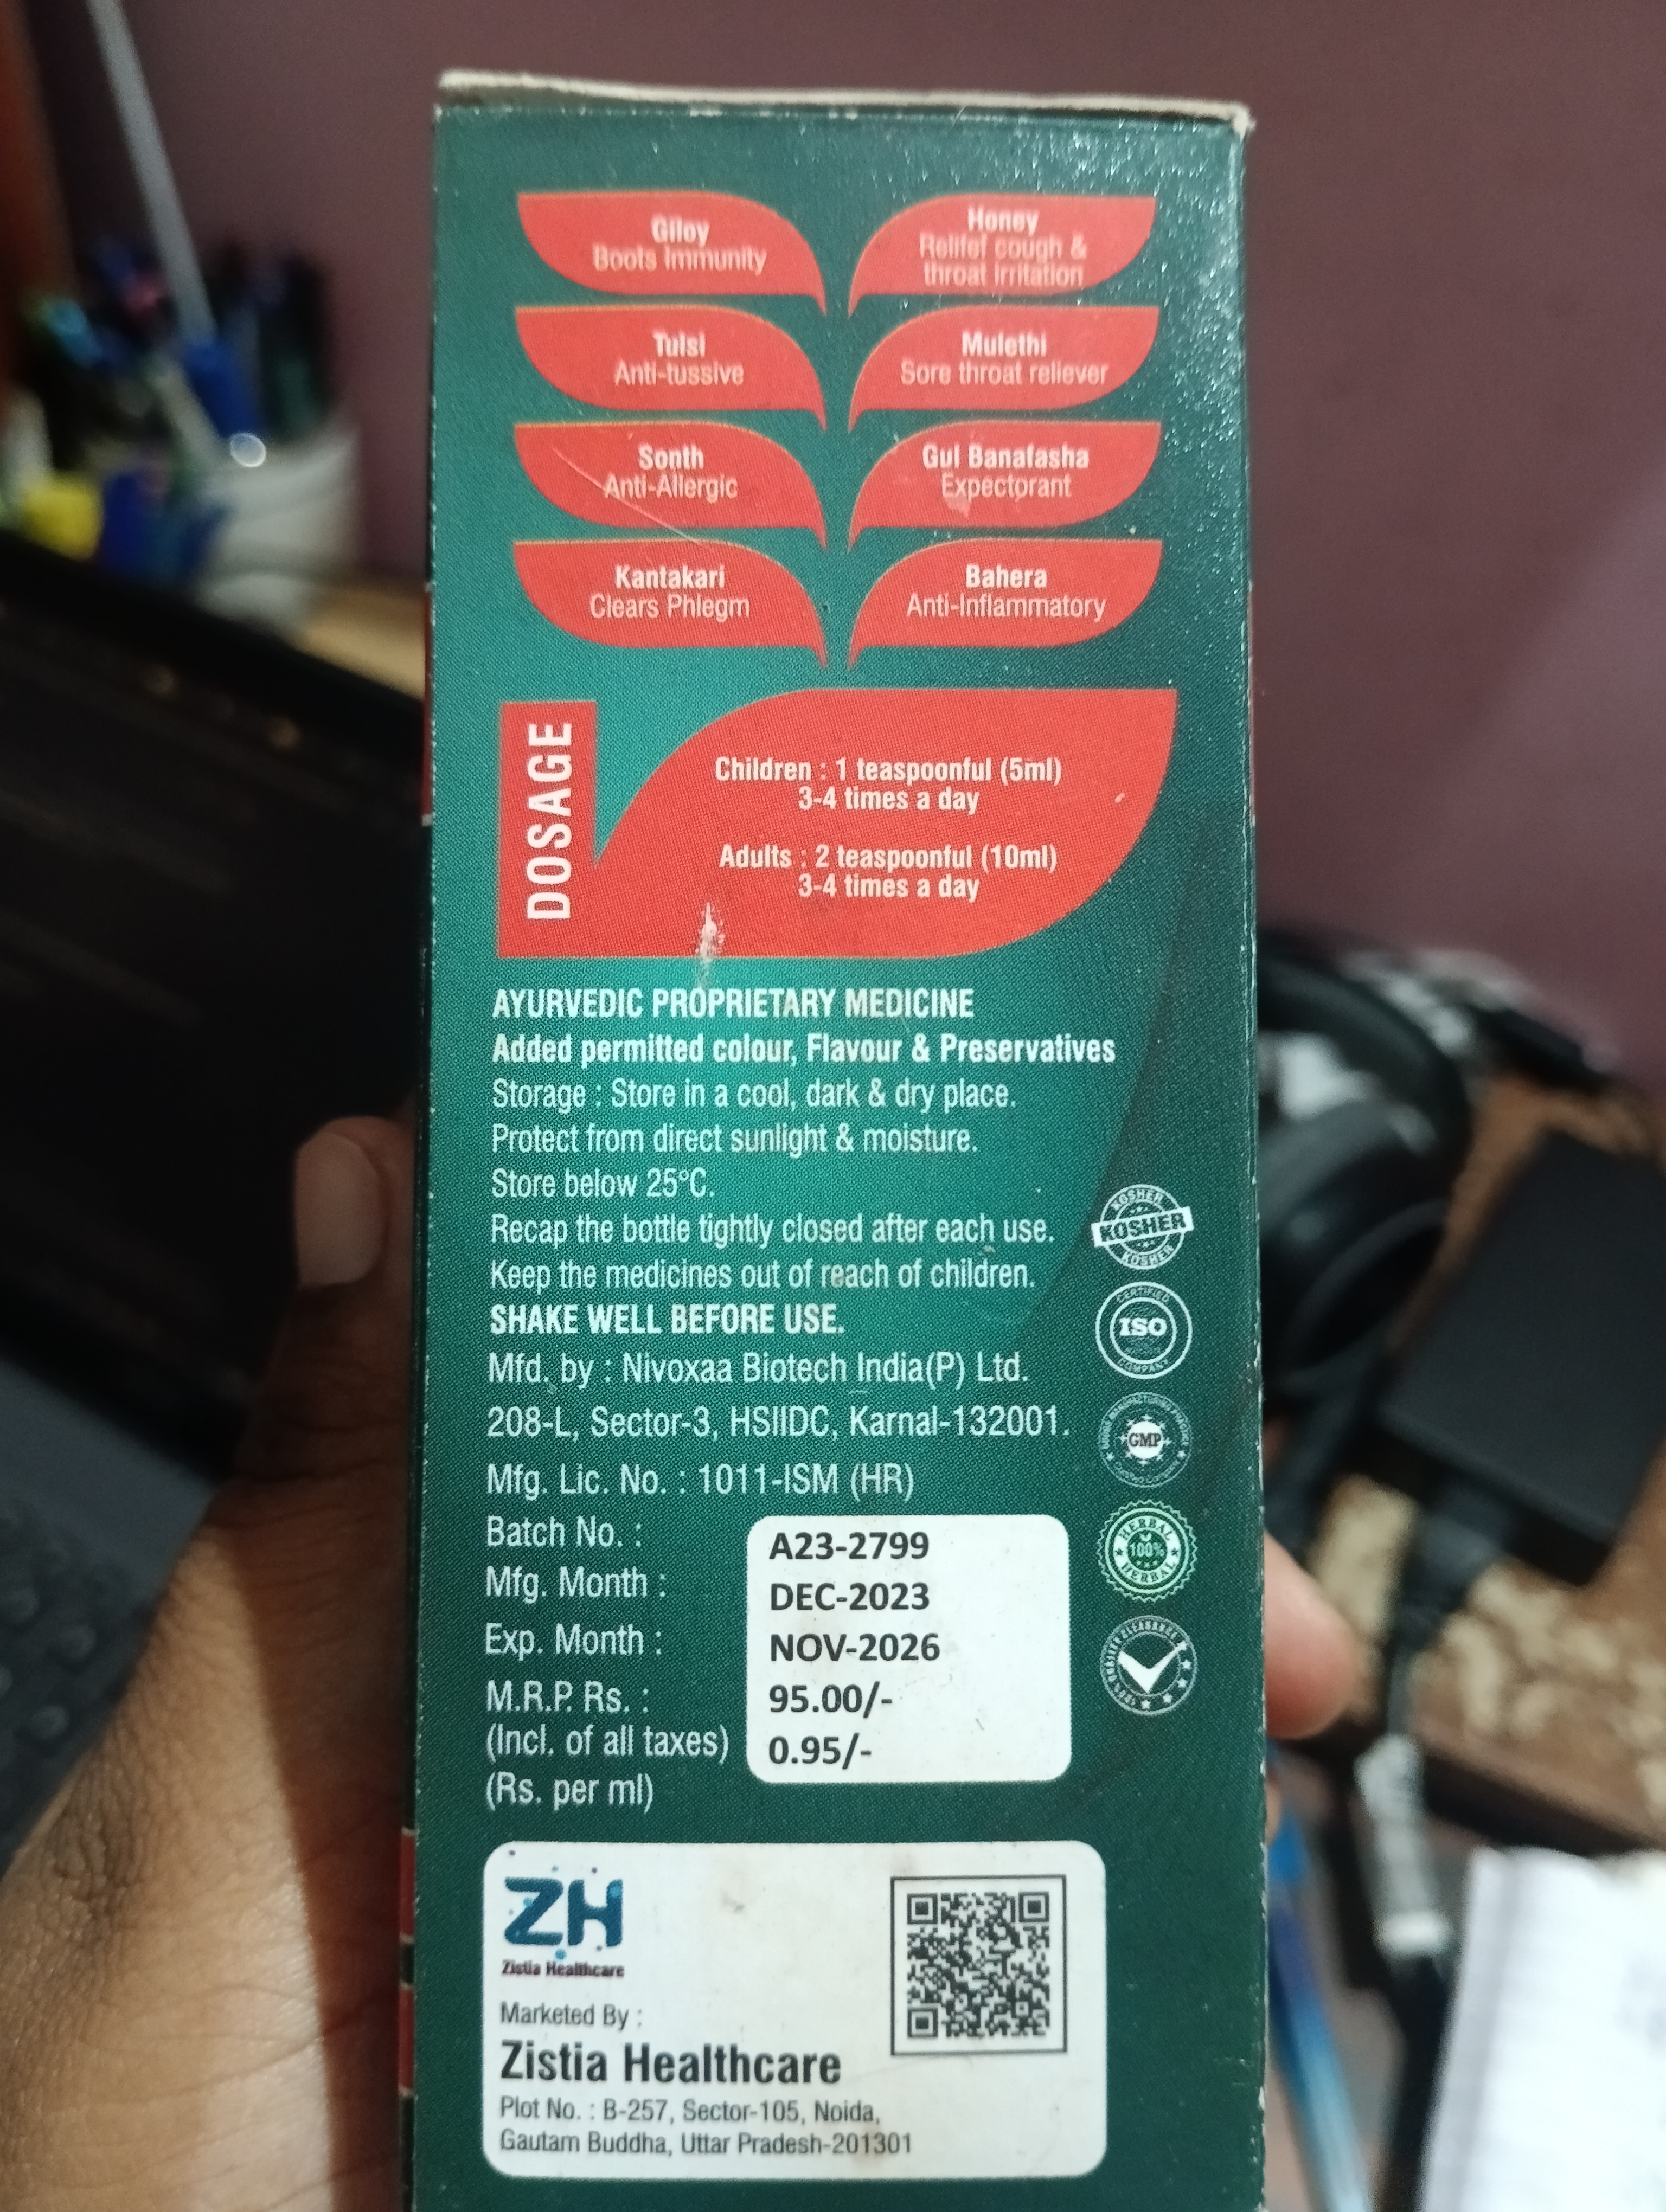 Giloy
Boots Immunity
Honey
Relifef cough &
throat irritation
Tulsi
Anti-tussive
Mulethi
Sore throat reliever
Sonth
Anti-Allergic
Gul Banafasha
Expectorant
Kantakari
Clears Phlegm
Bahera
Anti-Inflammatory
DOSAGE
Children : 1 teaspoonful (5ml)
3-4 times a day
Adults : 2 teaspoonful (10ml)
3-4 times a day
AYURVEDIC PROPRIETARY MEDICINE
Added permitted colour, Flavour & Preservatives
Storage : Store in a cool, dark & dry place.
Protect from direct sunlight & moisture.
Store below 25°C.
Recap the bottle tightly closed after each use.
Keep the medicines out of reach of children.
SHAKE WELL BEFORE USE.
Mfd. by : Nivoxaa Biotech India(P) Ltd.
208-L, Sector-3, HSIIDC, Karnal-132001.
Mfg. Lic. No. : 1011-ISM (HR)
Batch No. : A23-2799
Mfg. Month : DEC-2023
Exp. Month : NOV-2026
M.R.P. Rs. : 95.00/-
(Incl. of all taxes) 0.95/-
(Rs. per ml)
KOSHER
KOSHER
KOSHER
CERTIFIED
ISO
COMPANY
GMP
HERBAL
100%
HERBAL
ZH
Zistia Healthcare
Marketed By :
Zistia Healthcare
Plot No. : B-257, Sector-105, Noida,
Gautam Buddha, Uttar Pradesh-201301